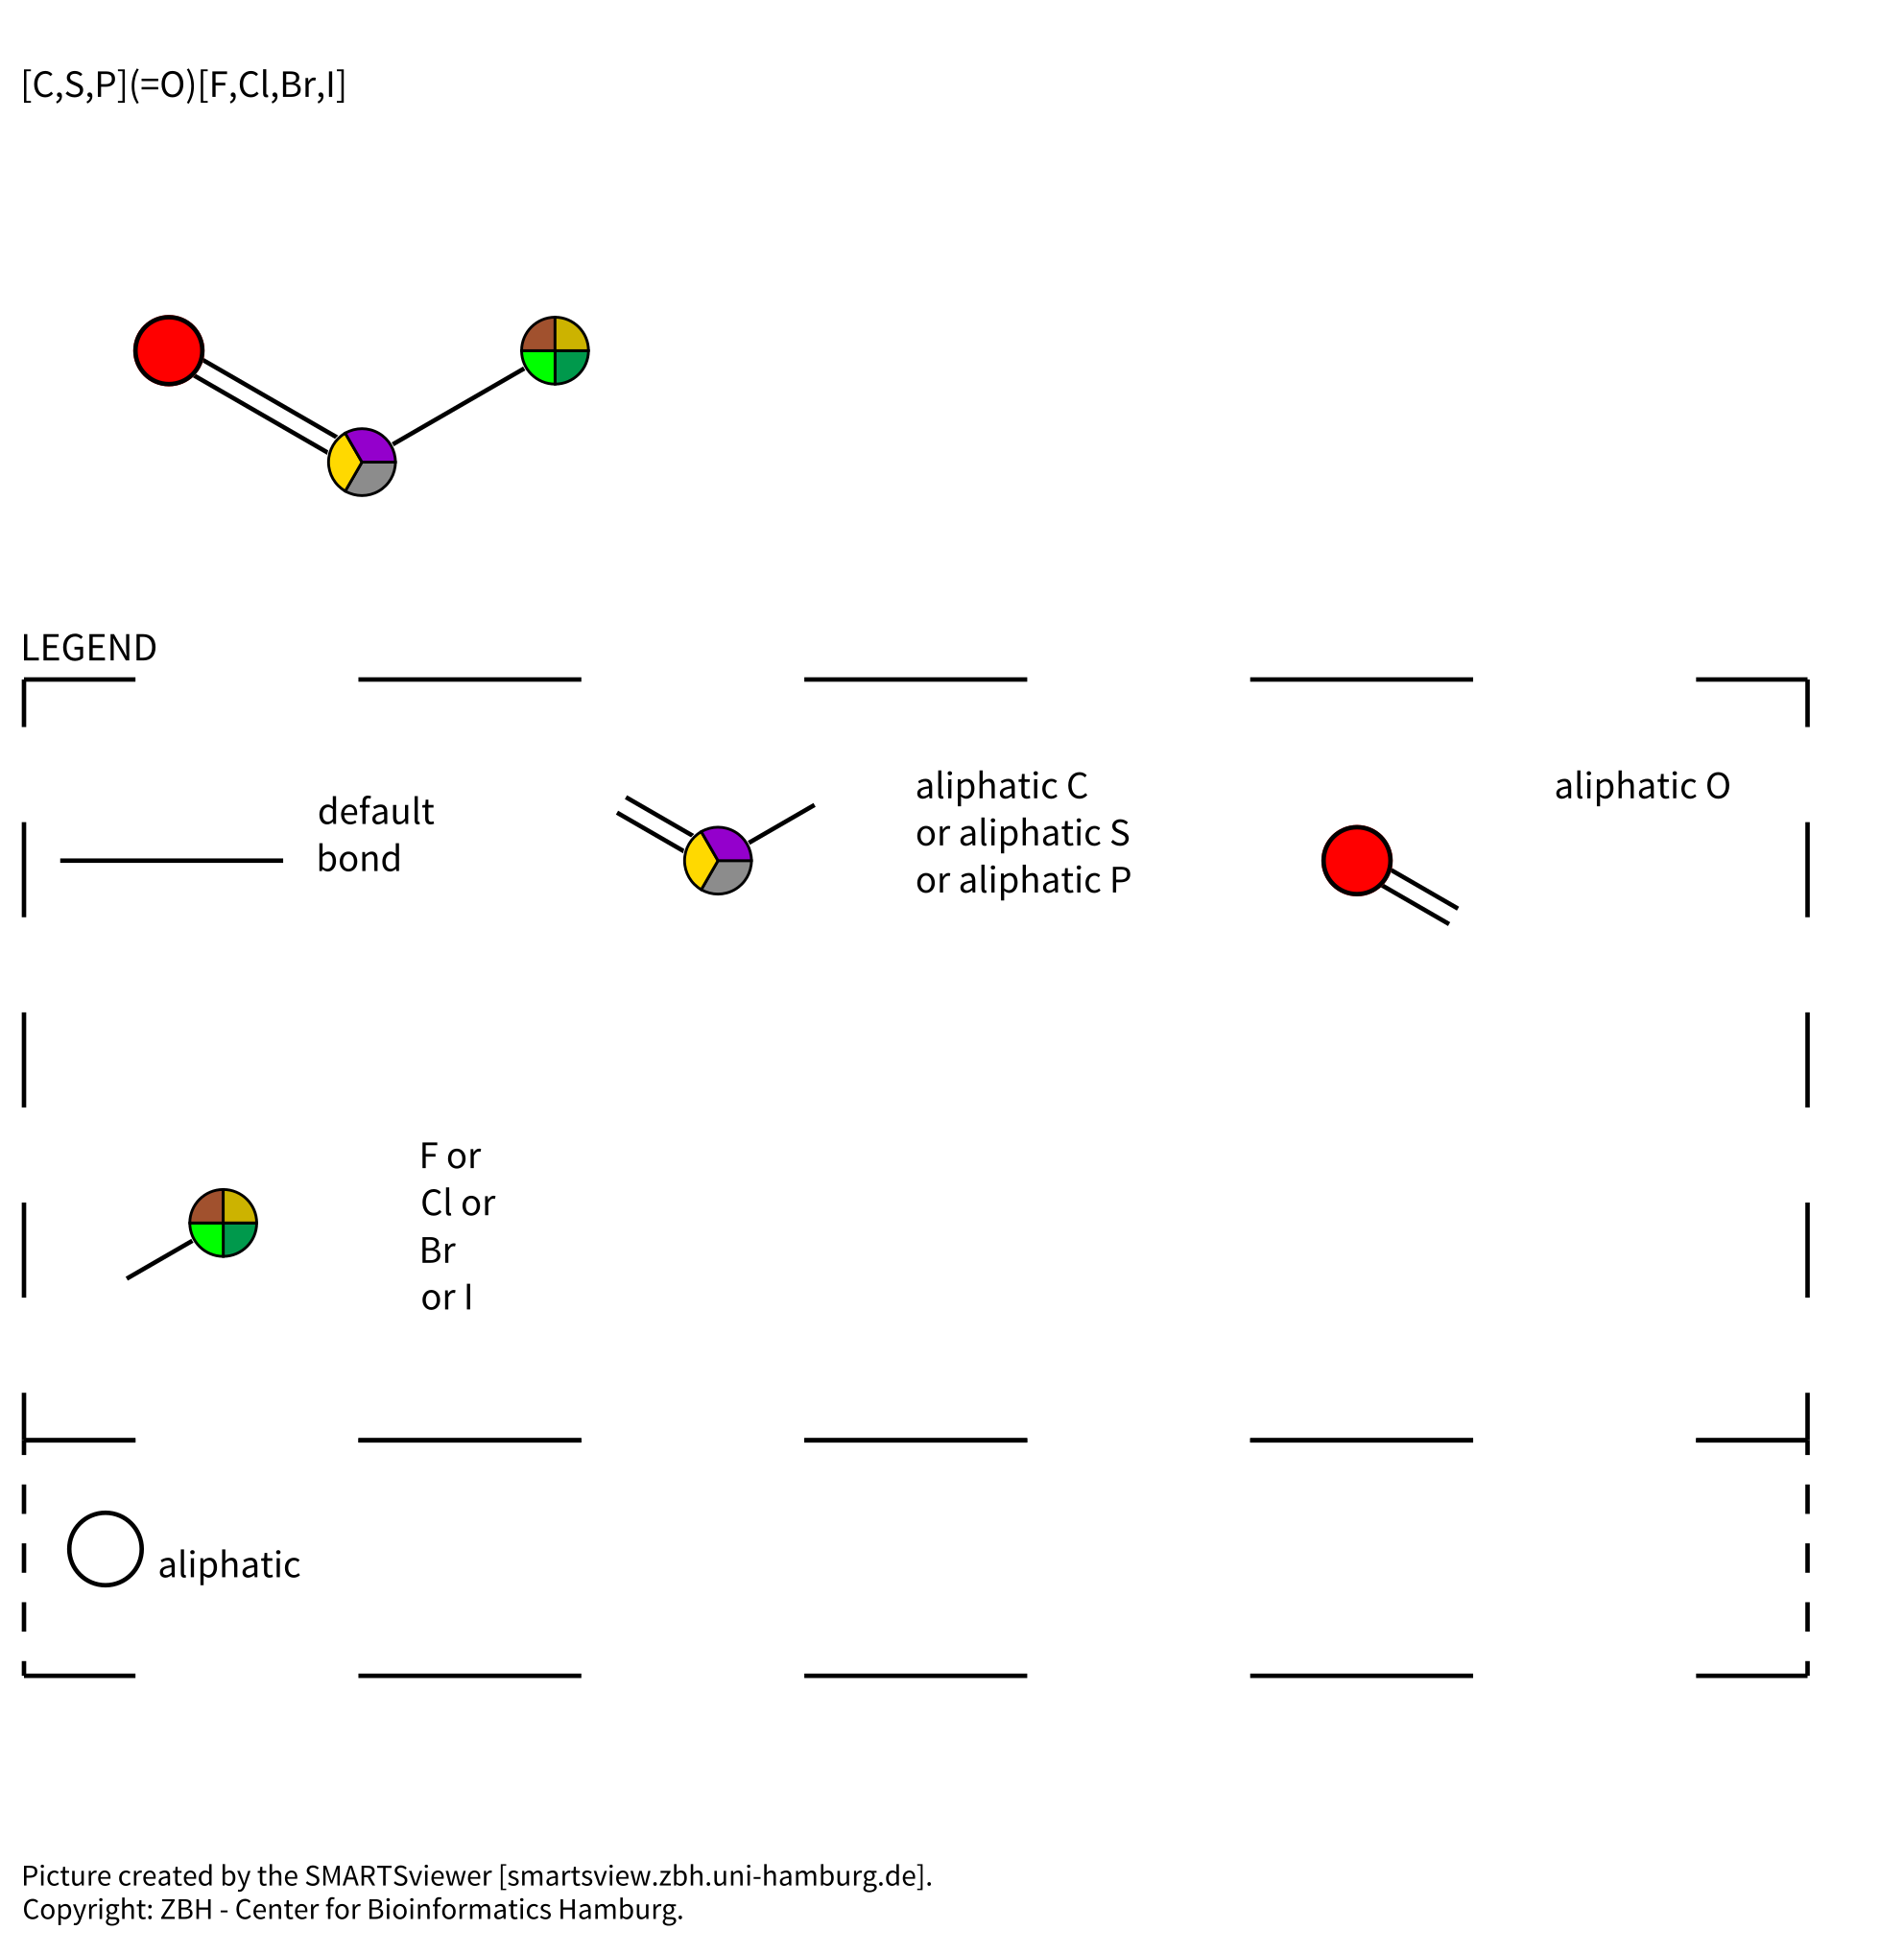 [C,S,P](=O)[F,Cl,Br,I]
LEGEND
default
bond
aliphatic C
or aliphatic S
or aliphatic P
aliphatic O
F or
Cl or
Br
or I
aliphatic
Picture created by the SMARTSviewer [smartsview.zbh.uni-hamburg.de].
Copyright: ZBH - Center for Bioinformatics Hamburg.